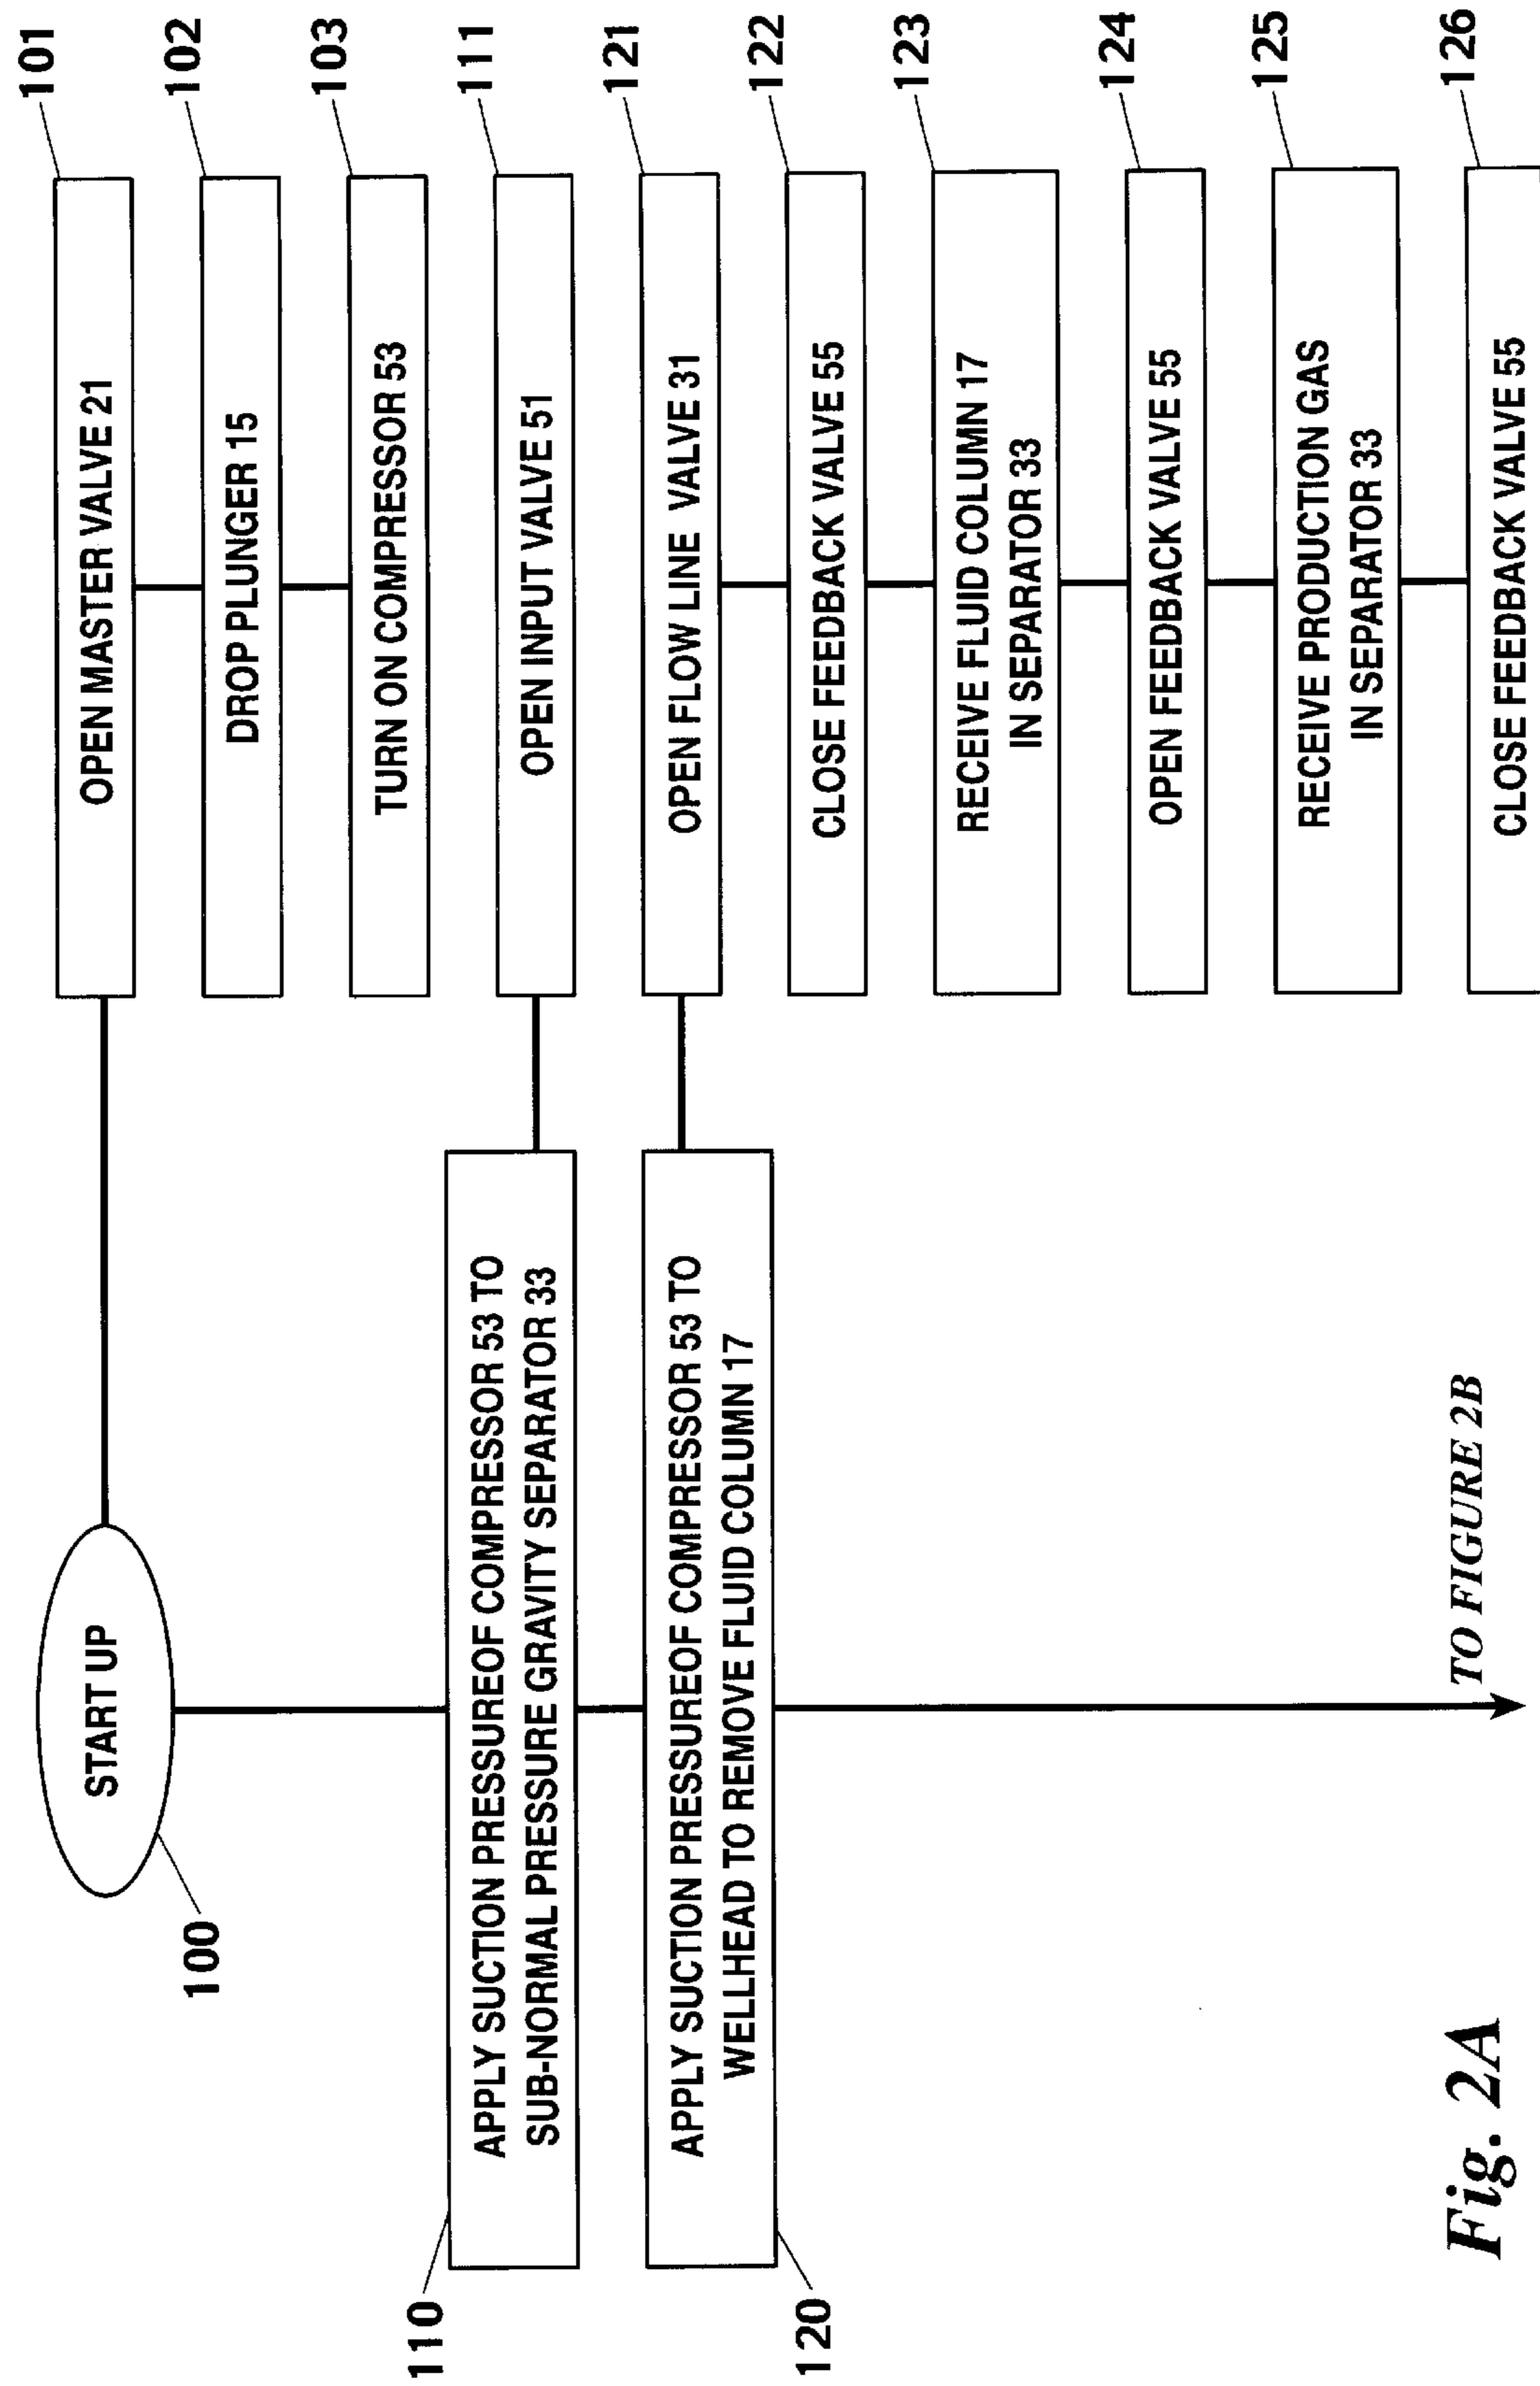 START UP
100
OPEN MASTER VALVE 21
101
DROP PLUNGER 15
102
TURN ON COMPRESSOR 53
103
APPLY SUCTION PRESSUREOF COMPRESSOR 53 TO
SUB-NORMAL PRESSURE GRAVITY SEPARATOR 33
110
OPEN INPUT VALVE 51
111
APPLY SUCTION PRESSUREOF COMPRESSOR 53 TO
WELLHEAD TO REMOVE FLUID COLUMN 17
120
OPEN FLOW LINE VALVE 31
121
CLOSE FEEDBACK VALVE 55
122
RECEIVE FLUID COLUMN 17
IN SEPARATOR 33
123
OPEN FEEDBACK VALVE 55
124
RECEIVE PRODUCTION GAS
IN SEPARATOR 33
125
CLOSE FEEDBACK VALVE 55
126
TO FIGURE 2B
Fig. 2A